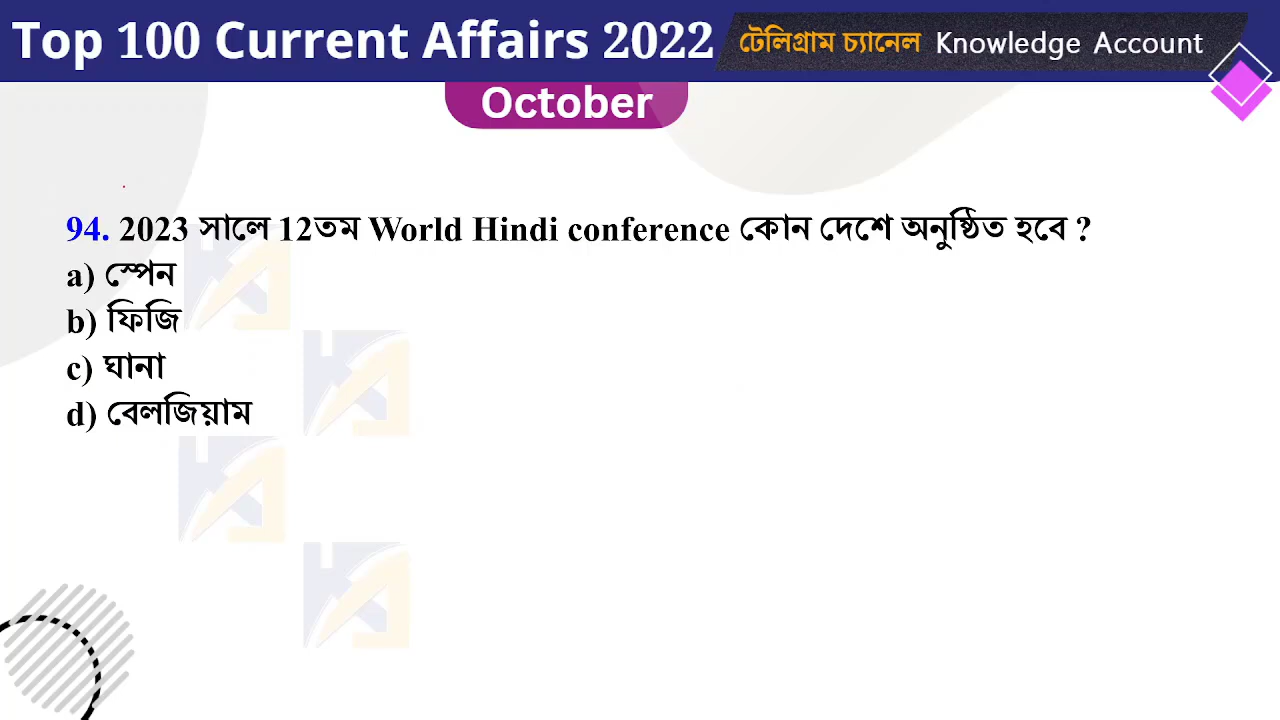 Top 100 Current Affairs 2022 টেলিগ্রাম চ্যানেল Knowledge Account
October
94. 2023 সালে 12তম World Hindi conference কোন দেশে অনুষ্ঠিত হবে ?
a) স্পেন
b) ফিজি
c) ঘানা
d) বেলজিয়াম